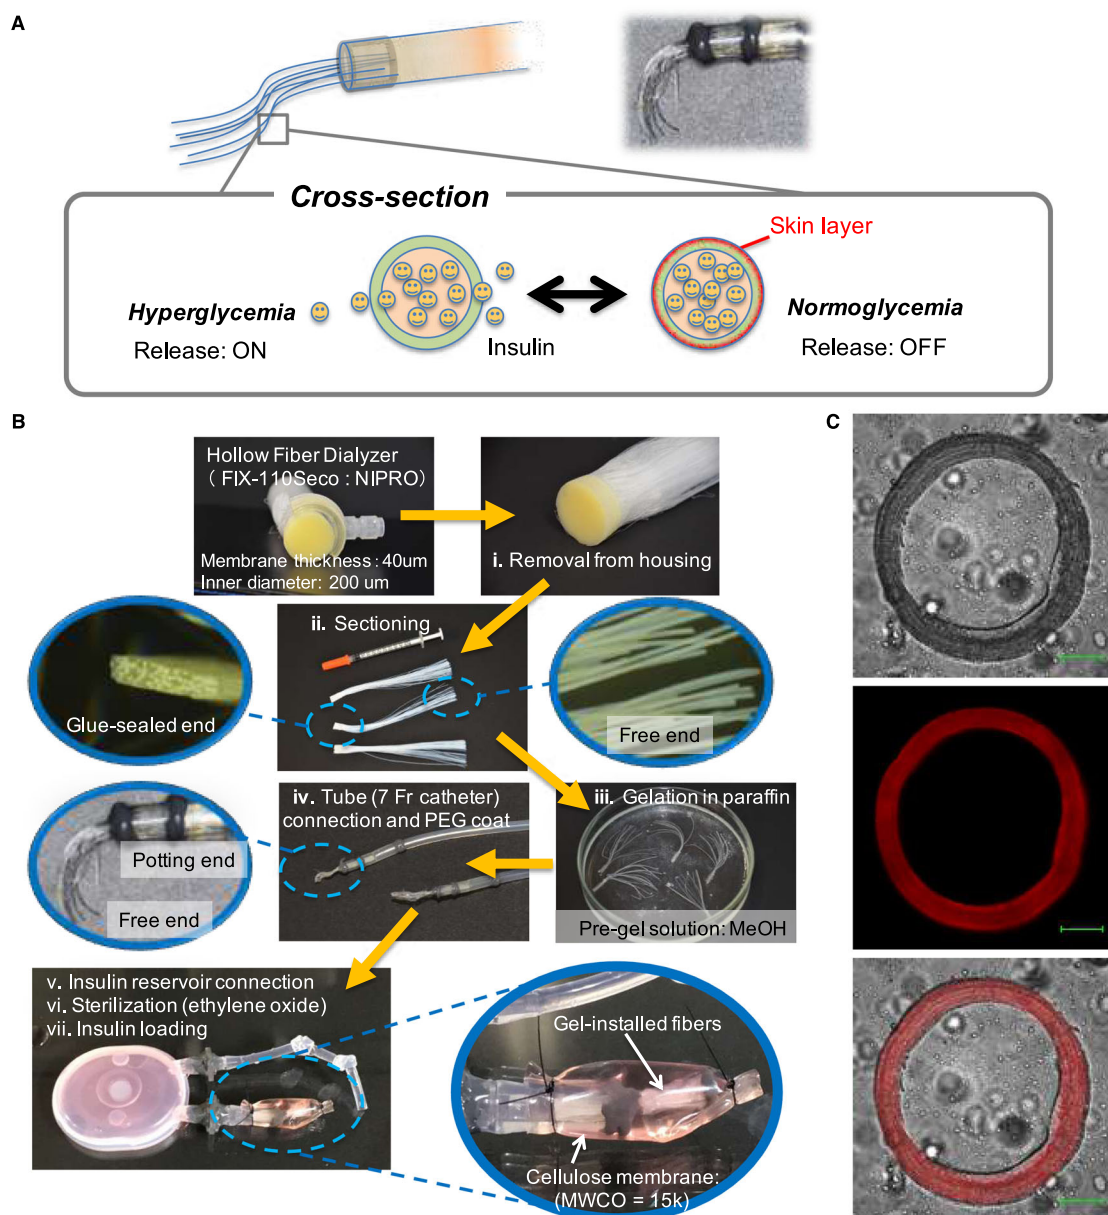 A
Cross-section
Skin layer
Hyperglycemia
Release: ON
Insulin
Normoglycemia
Release: OFF
B
Hollow Fiber Dialyzer
( FIX-110Seco : NIPRO)
Membrane thickness : 40um
Inner diameter: 200 um
i. Removal from housing
ii. Sectioning
Glue-sealed end
Free end
iii. Gelation in paraffin
Pre-gel solution: MeOH
iv. Tube (7 Fr catheter)
connection and PEG coat
Potting end
Free end
v. Insulin reservoir connection
vi. Sterilization (ethylene oxide)
vii. Insulin loading
Gel-installed fibers
Cellulose membrane:
(MWCO = 15k)
C